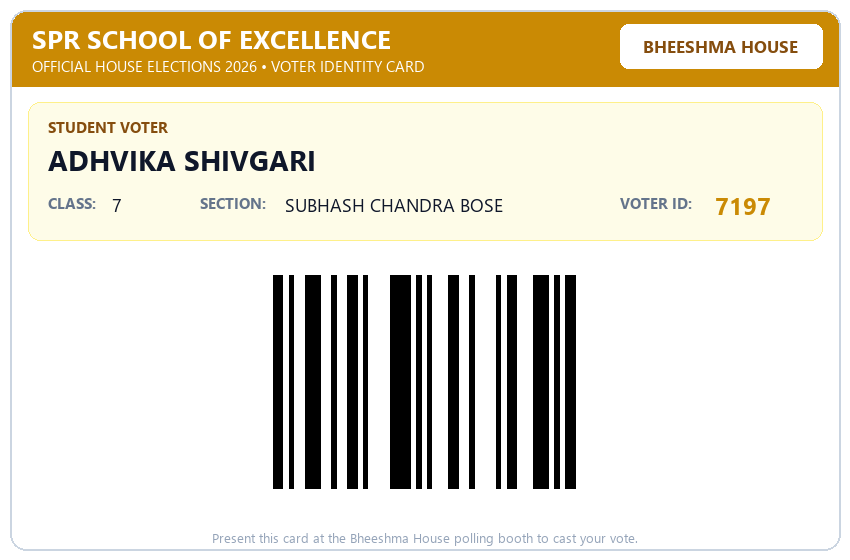 SPR SCHOOL OF EXCELLENCE
OFFICIAL HOUSE ELECTIONS 2026 • VOTER IDENTITY CARD
BHEESHMA HOUSE
STUDENT VOTER
ADHVIKA SHIVGARI
CLASS: 7 SECTION: SUBHASH CHANDRA BOSE VOTER ID: 7197
Present this card at the Bheeshma House polling booth to cast your vote.